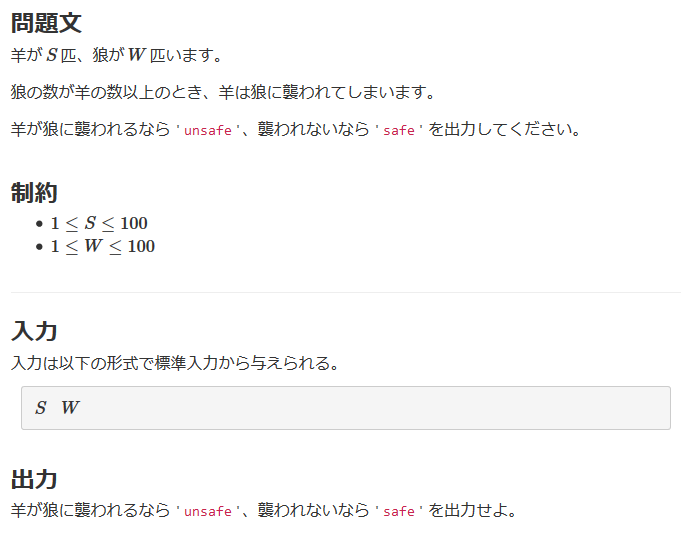 問題文
羊が S 匹、狼が W 匹います。
狼の数が羊の数以上のとき、羊は狼に襲われてしまいます。
羊が狼に襲われるなら 'unsafe'、襲われないなら 'safe' を出力してください。
制約
• 1 ≤ S ≤ 100
• 1 ≤ W ≤ 100
入力
入力は以下の形式で標準入力から与えられる。
S W
出力
羊が狼に襲われるなら 'unsafe'、襲われないなら 'safe' を出力せよ。